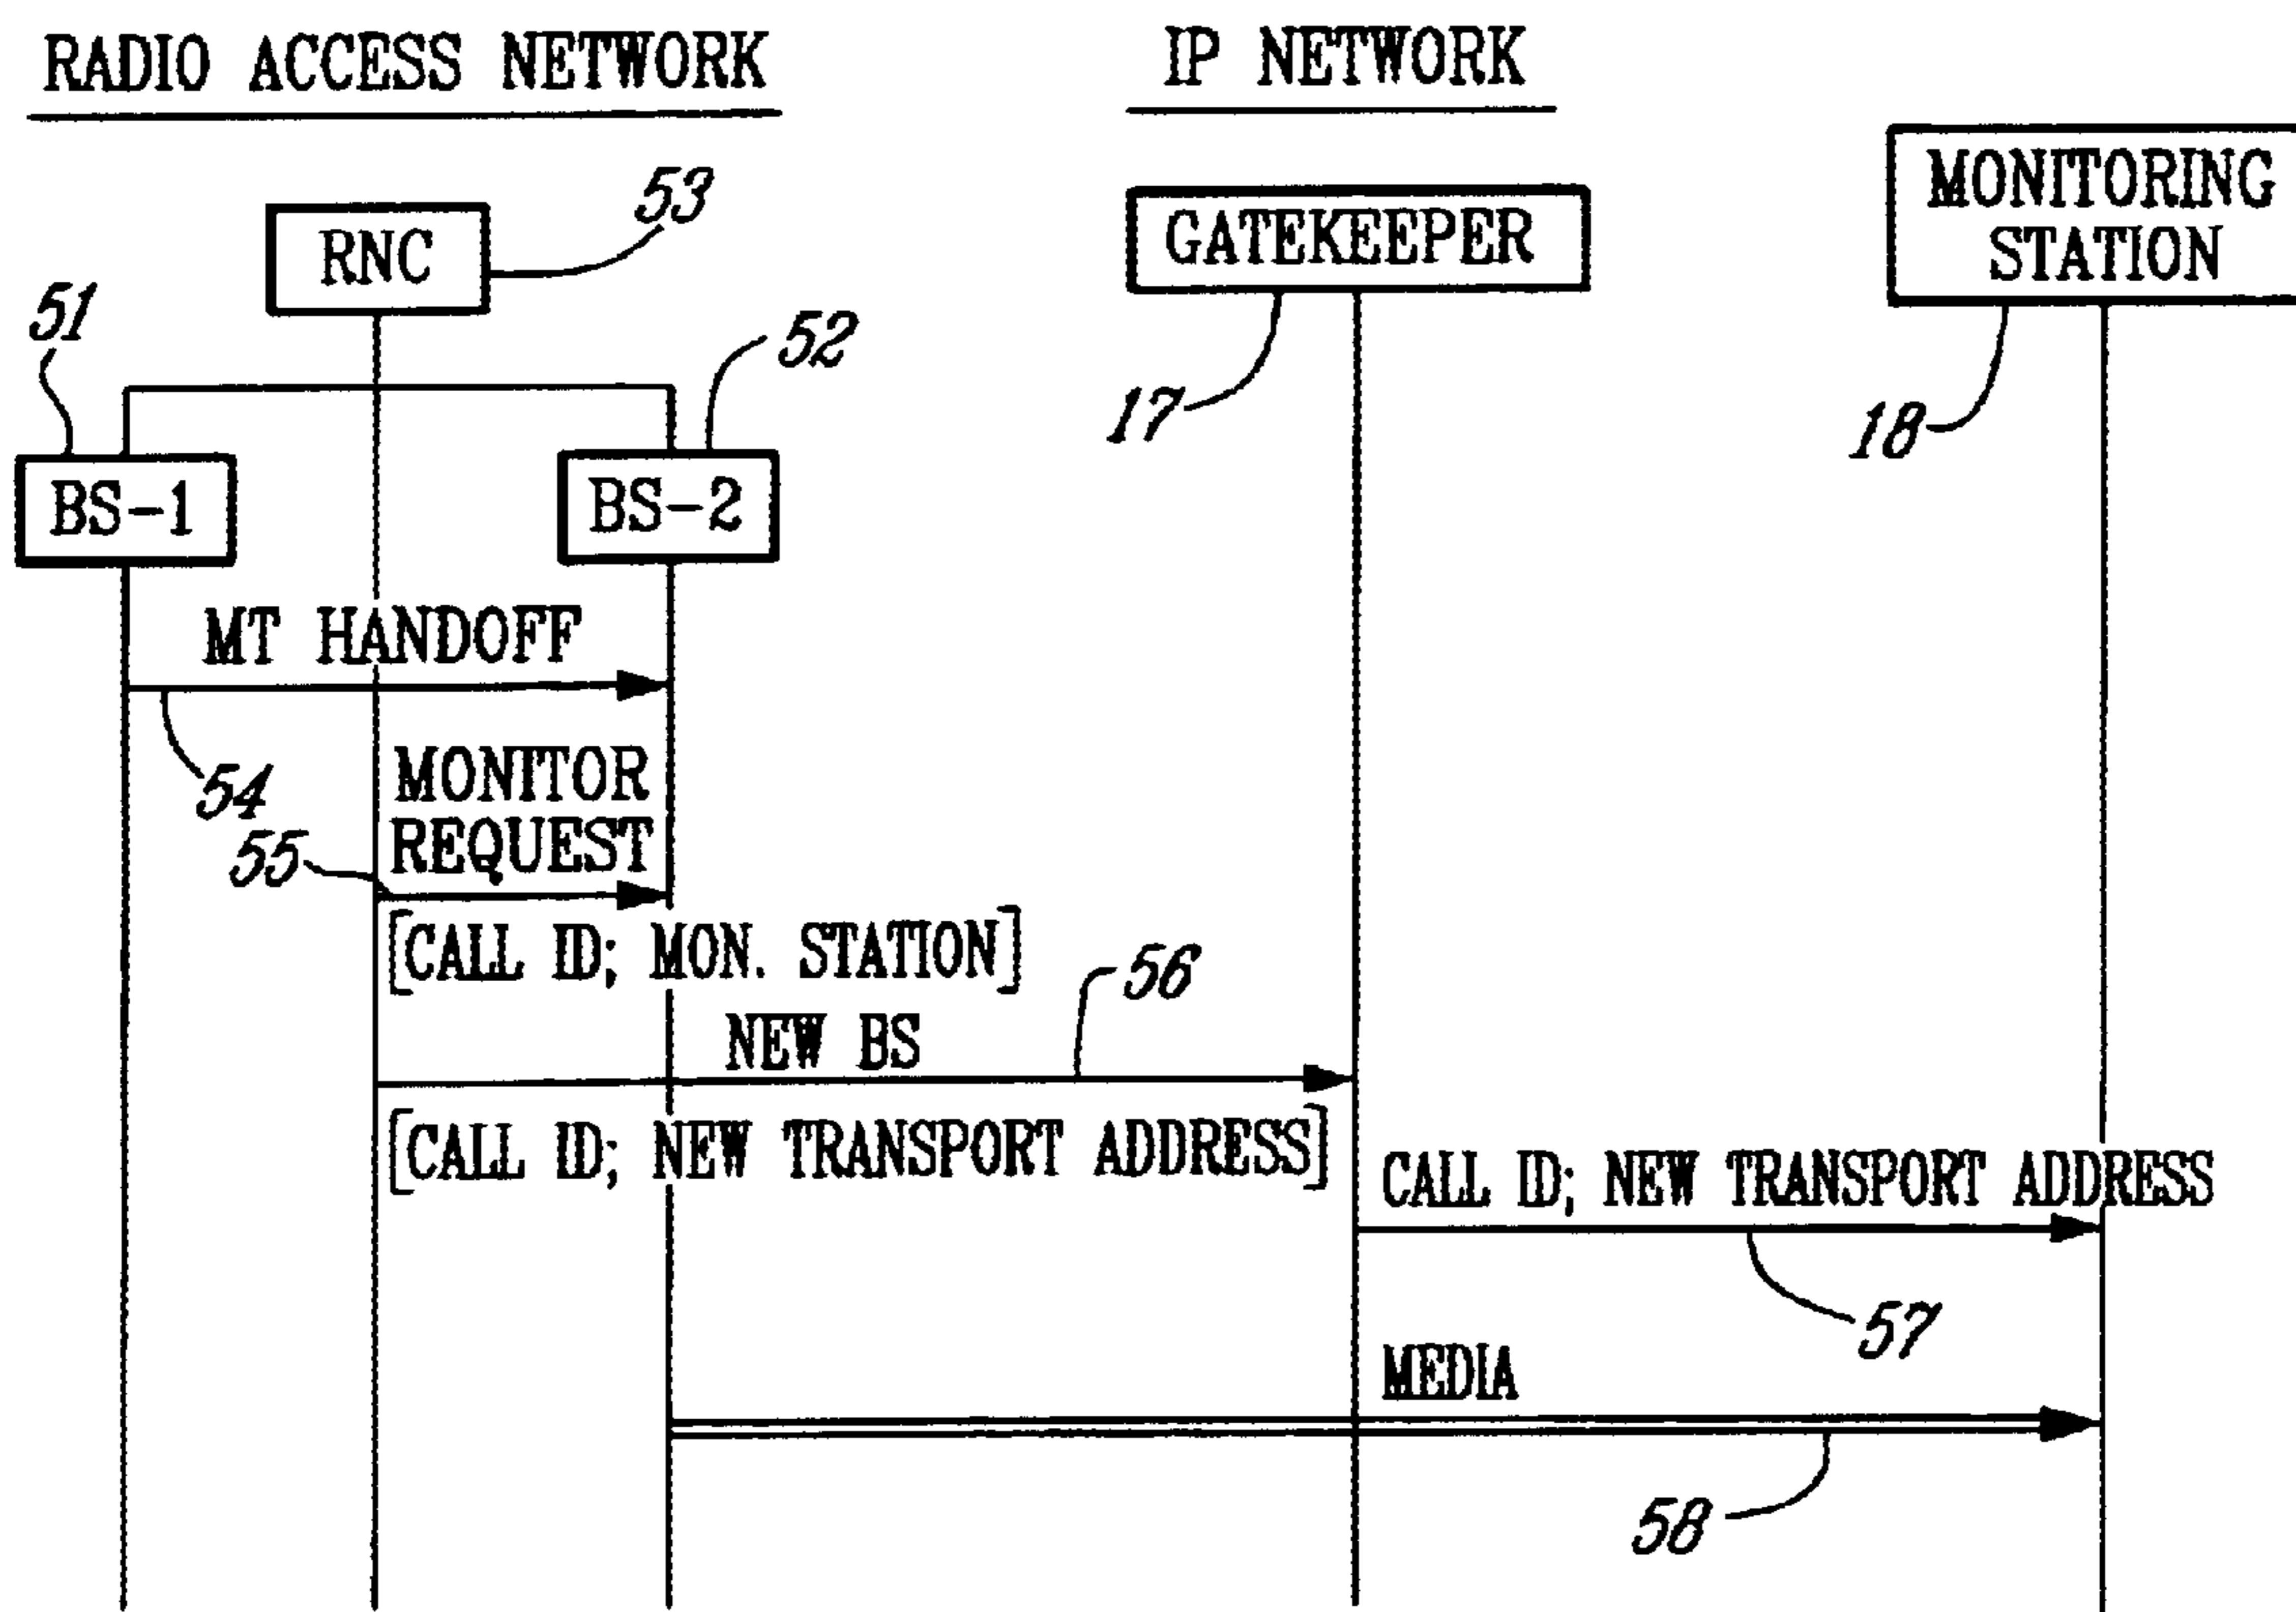 RADIO ACCESS NETWORK
IP NETWORK
MONITORING
STATION
53
RNC
GATEKEEPER
51
52
17
18
BS-1
BS-2
MT HANDOFF
54
MONITOR
REQUEST
55
[CALL ID; MON. STATION]
56
NEW BS
[CALL ID; NEW TRANSPORT ADDRESS]
CALL ID; NEW TRANSPORT ADDRESS
57
MEDIA
58